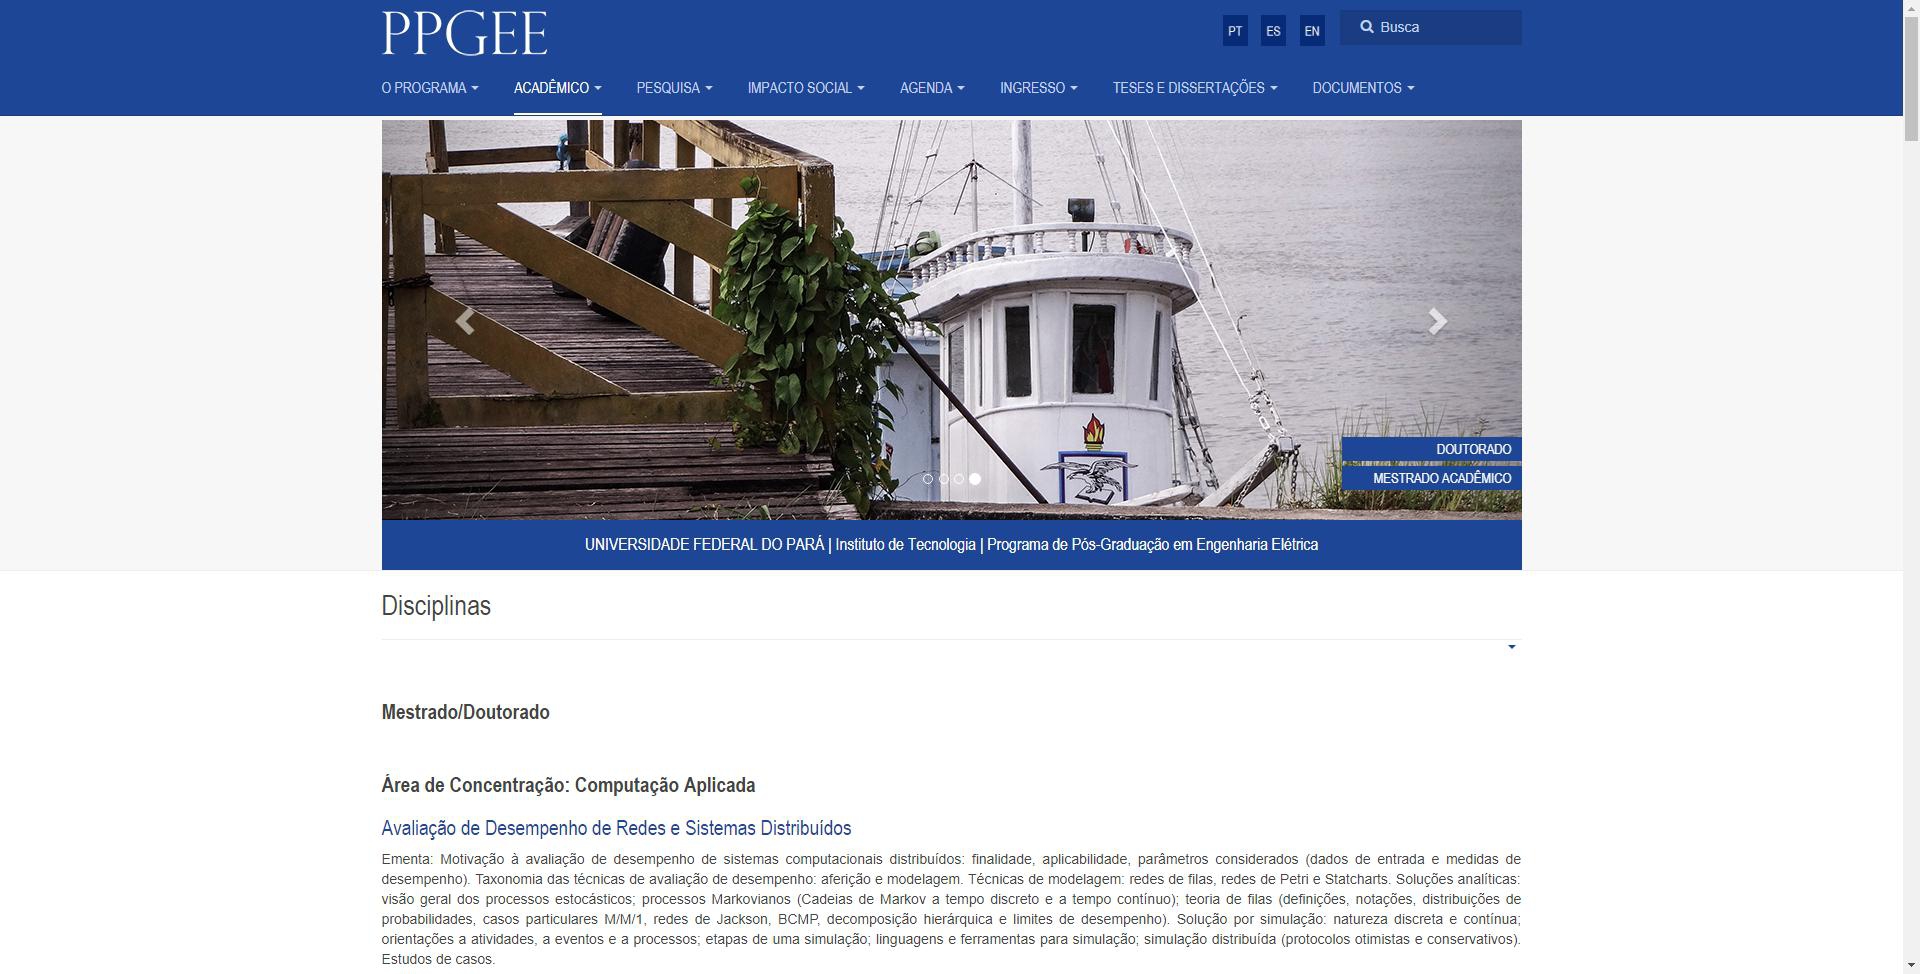 PPGEE
PT ES EN Busca
O PROGRAMA ACADÊMICO PESQUISA IMPACTO SOCIAL AGENDA INGRESSO TESES E DISSERTAÇÕES DOCUMENTOS
DOUTORADO
MESTRADO ACADÊMICO
UNIVERSIDADE FEDERAL DO PARÁ | Instituto de Tecnologia | Programa de Pós-Graduação em Engenharia Elétrica
Disciplinas
Mestrado/Doutorado
Área de Concentração: Computação Aplicada
Avaliação de Desempenho de Redes e Sistemas Distribuídos
Ementa: Motivação à avaliação de desempenho de sistemas computacionais distribuídos: finalidade, aplicabilidade, parâmetros considerados (dados de entrada e medidas de
desempenho). Taxonomia das técnicas de avaliação de desempenho: aferição e modelagem. Técnicas de modelagem: redes de filas, redes de Petri e Statcharts. Soluções analíticas:
visão geral dos processos estocásticos; processos Markovianos (Cadeias de Markov a tempo discreto e a tempo contínuo); teoria de filas (definições, notações, distribuições de
probabilidades, casos particulares M/M/1, redes de Jackson, BCMP, decomposição hierárquica e limites de desempenho). Solução por simulação: natureza discreta e contínua;
orientações a atividades, a eventos e a processos; etapas de uma simulação; linguagens e ferramentas para simulação; simulação distribuída (protocolos otimistas e conservativos).
Estudos de casos.